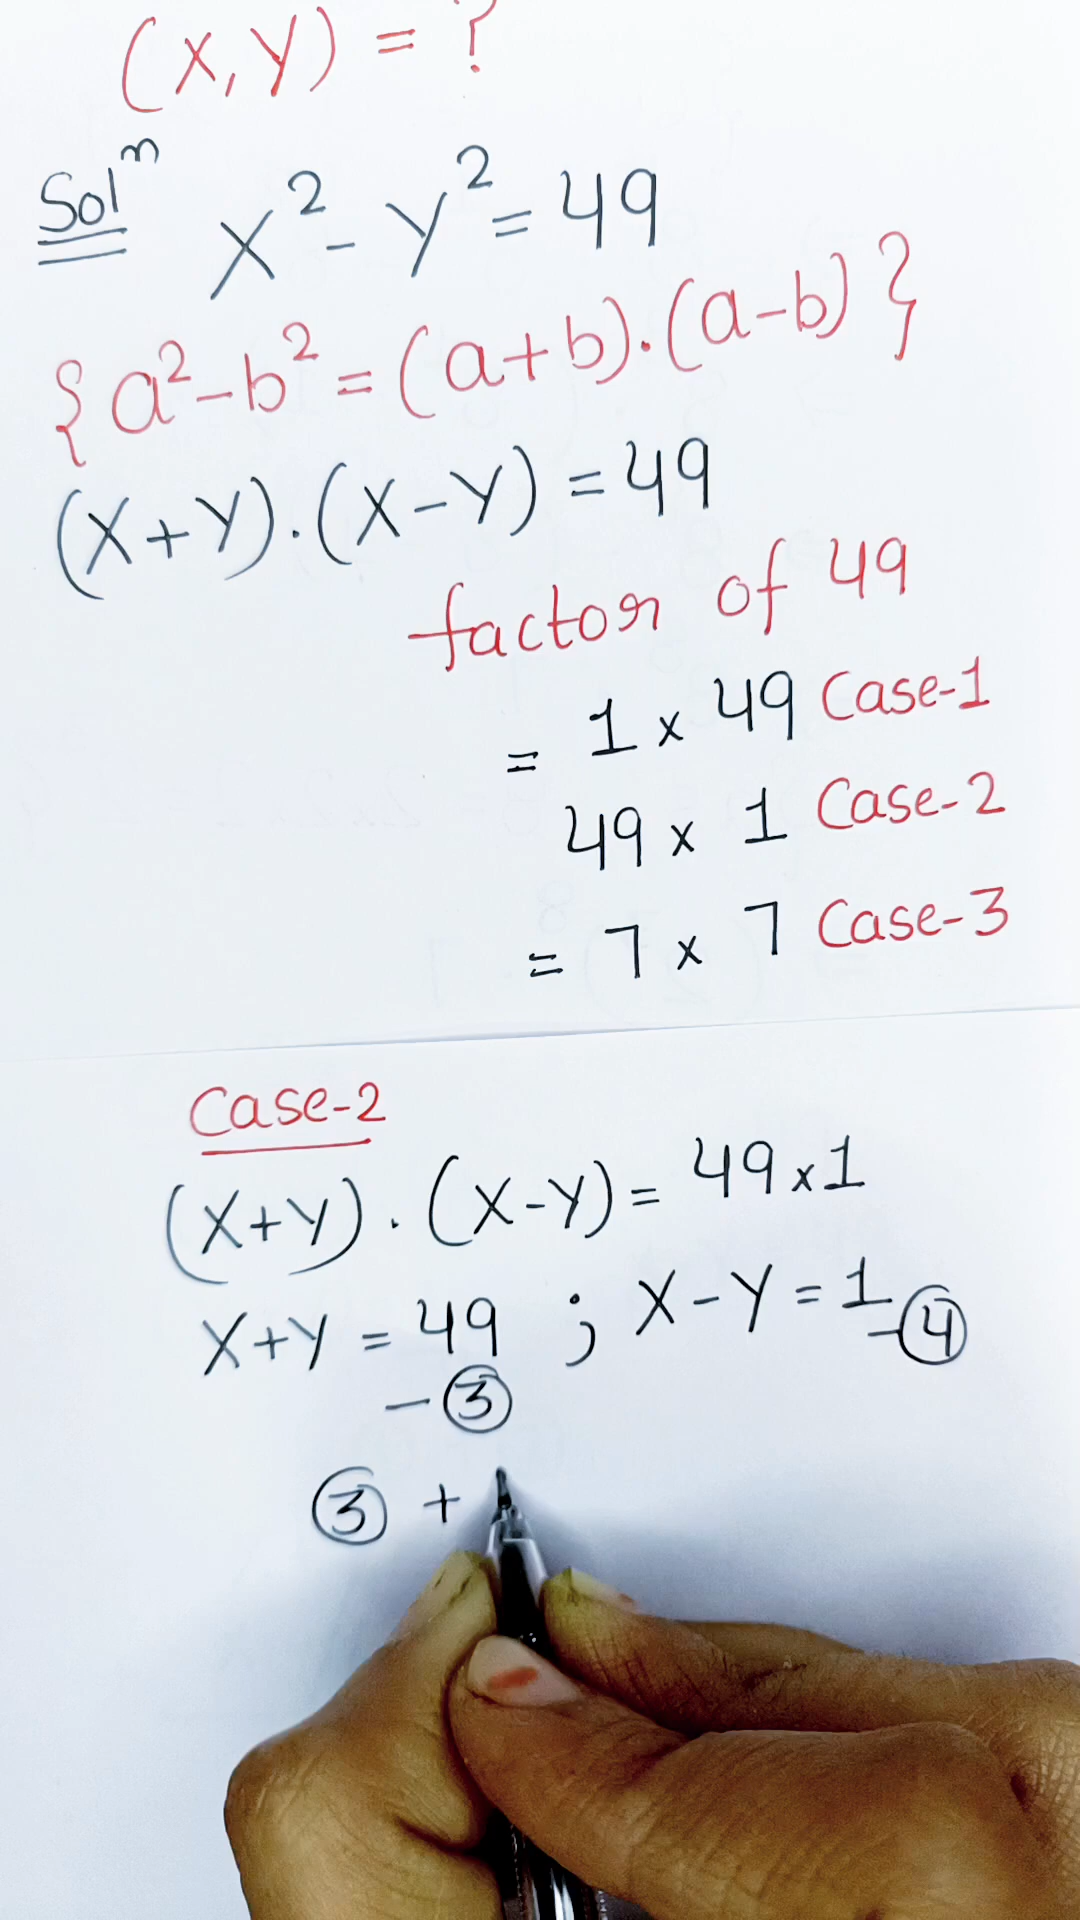 (X,Y) = ?
Solⁿ X² - Y² = 49
{a² - b² = (a+b).(a-b)}
(X+Y).(X-Y) = 49
factor of 49
= 1 x 49 Case-1
49 x 1 Case-2
= 7 x 7 Case-3
Case-2
(X+Y) . (X-Y) = 49 x 1
X+Y = 49 ; X-Y = 1 -④
-③
③ +